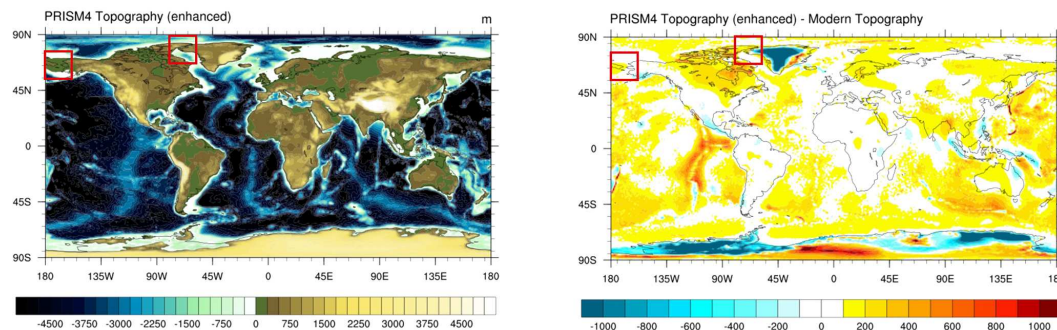 PRISM4 Topography (enhanced)
m
90N
45N
0
45S
90S
180
135W
90W
45W
0
45E
90E
135E
180
-4500
-3750
-3000
-2250
-1500
-750
0
750
1500
2250
3000
3750
4500
PRISM4 Topography (enhanced) - Modern Topography
90N
45N
0
45S
90S
180
135W
90W
45W
0
45E
90E
135E
-1000
-800
-600
-400
-200
0
200
400
600
800